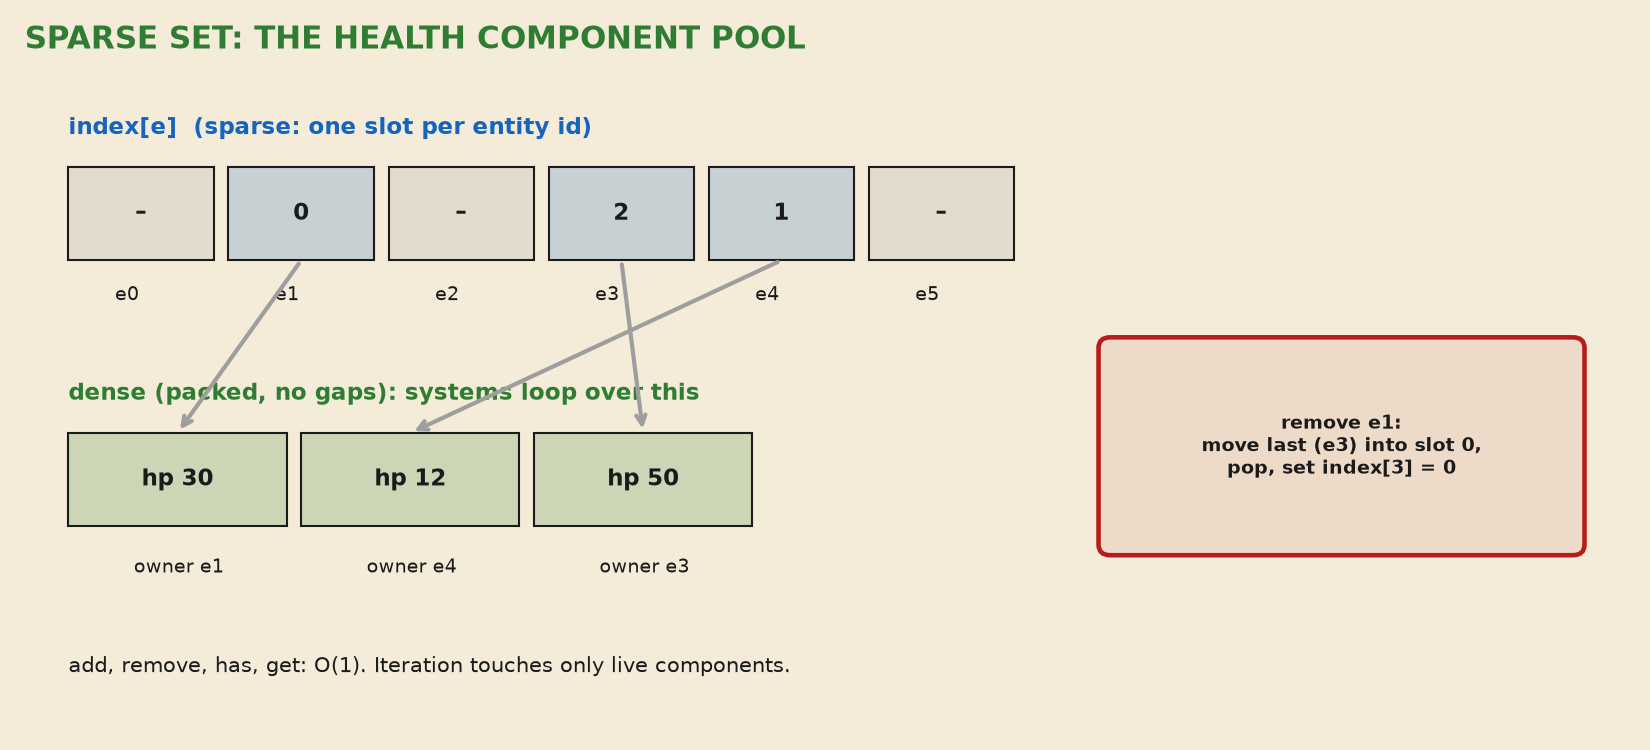 SPARSE SET: THE HEALTH COMPONENT POOL
index[e]  (sparse: one slot per entity id)
– 0 – 2 1 –
e0 e1 e2 e3 e4 e5
dense (packed, no gaps): systems loop over this
hp 30 hp 12 hp 50
owner e1 owner e4 owner e3
remove e1:
move last (e3) into slot 0,
pop, set index[3] = 0
add, remove, has, get: O(1). Iteration touches only live components.